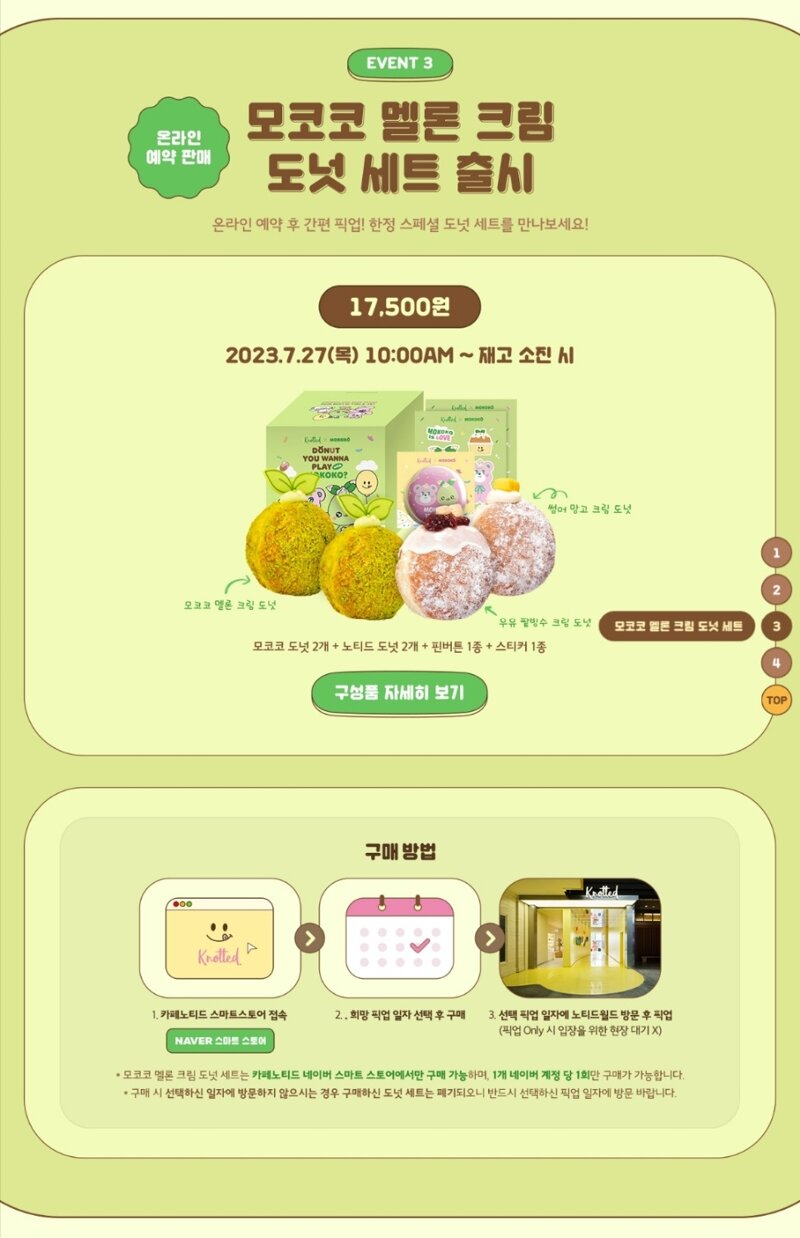 EVENT 3
온라인
예약 판매
모코코 멜론 크림
도넛 세트 출시
온라인 예약 후 간편 픽업! 한정 스페셜 도넛 세트를 만나보세요!
17,500원
2023.7.27(목) 10:00AM ~ 재고 소진 시
Knotted × MOKOKO
DONUT
YOU WANNA
PLAY
MOKOKO?
Knotted × MOKOKO
MOKOKO
IS LOVE
Knotted × MOKOKO
썸머 망고 크림 도넛
모코코 멜론 크림 도넛
우유 팥빙수 크림 도넛
모코코 도넛 2개 + 노티드 도넛 2개 + 핀버튼 1종 + 스티커 1종
구성품 자세히 보기
1
2
모코코 멜론 크림 도넛 세트 3
4
TOP
구매 방법
Knotted
Knotted
1. 카페노티드 스마트스토어 접속
NAVER 스마트 스토어
2. . 희망 픽업 일자 선택 후 구매
3. 선택 픽업 일자에 노티드월드 방문 후 픽업
(픽업 Only 시 입장을 위한 현장 대기 X)
* 모코코 멜론 크림 도넛 세트는 카페노티드 네이버 스마트 스토어에서만 구매 가능하며, 1개 네이버 계정 당 1회만 구매가 가능합니다.
* 구매 시 선택하신 일자에 방문하지 않으시는 경우 구매하신 도넛 세트는 폐기되오니 반드시 선택하신 픽업 일자에 방문 바랍니다.